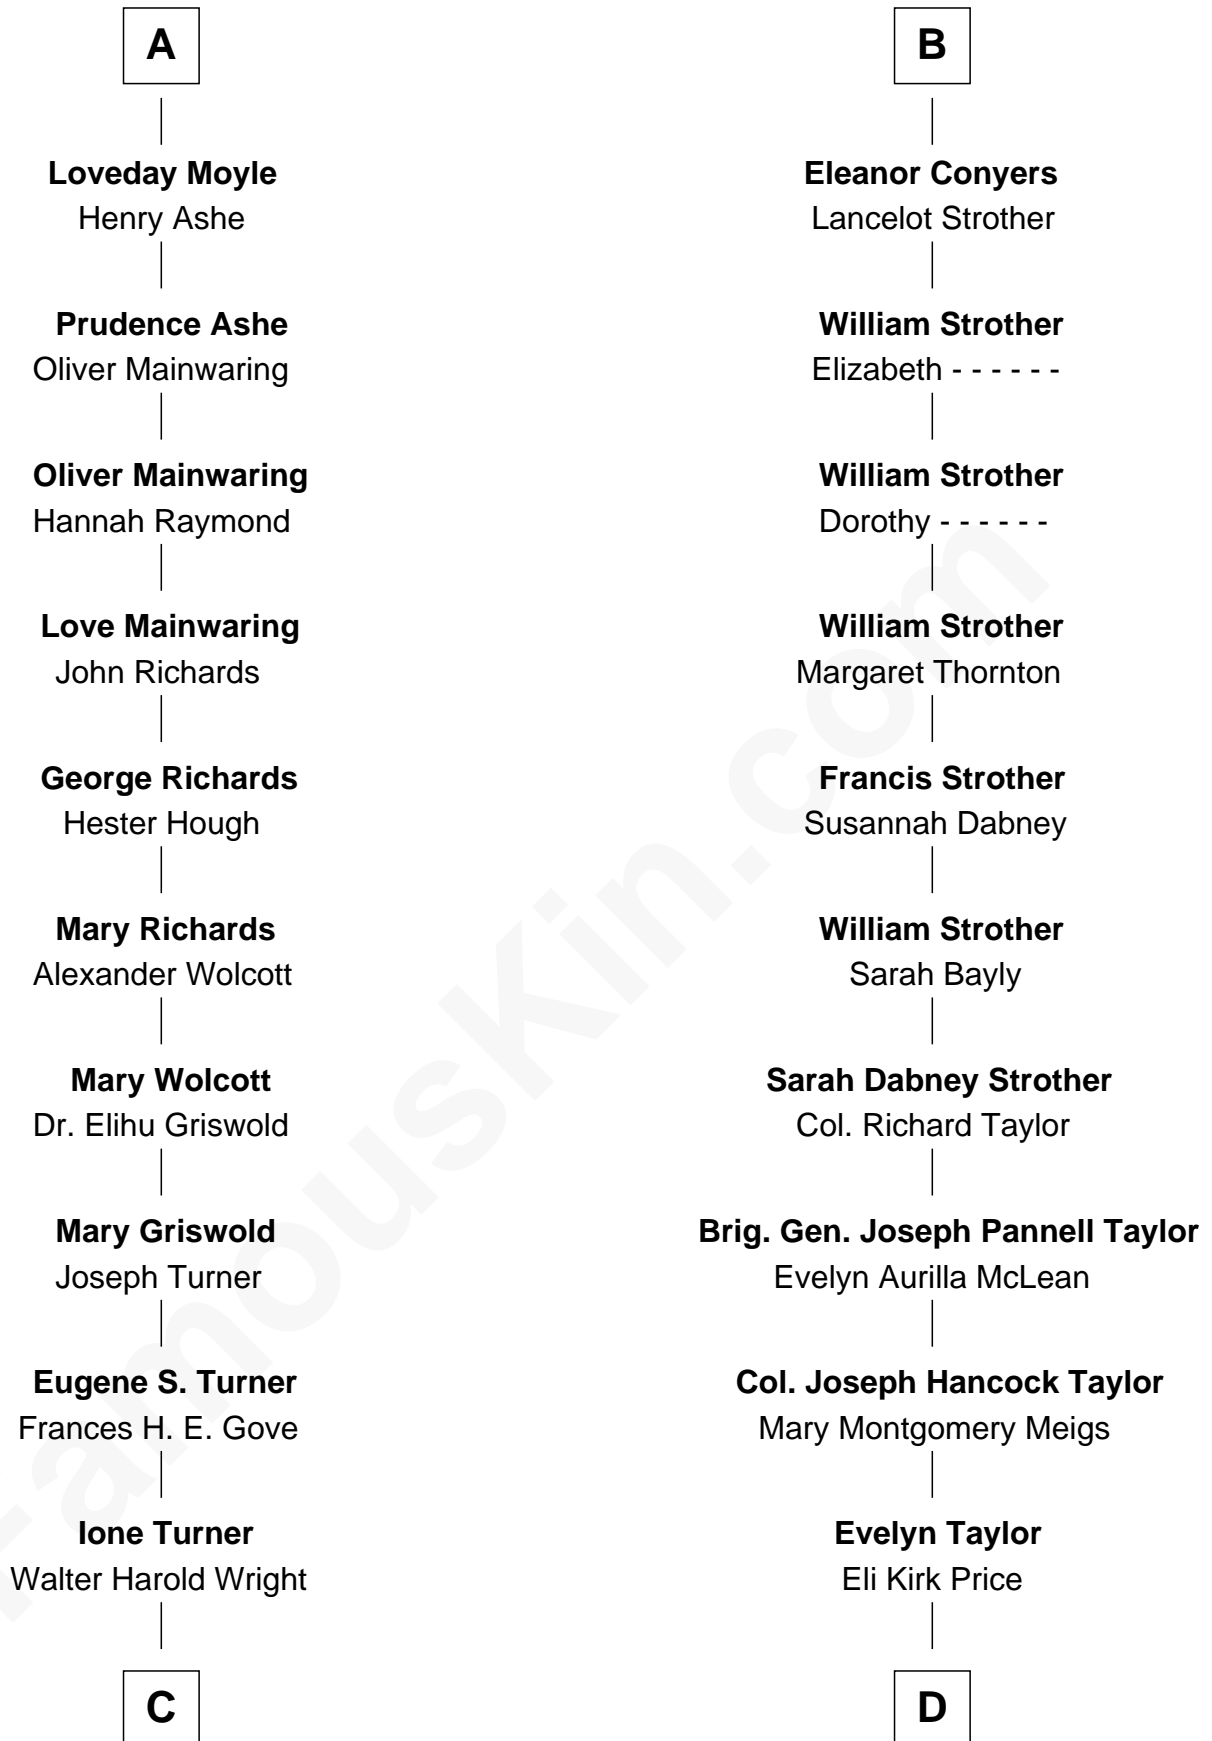 A
Loveday Moyle
Henry Ashe
Prudence Ashe
Oliver Mainwaring
Oliver Mainwaring
Hannah Raymond
Love Mainwaring
John Richards
George Richards
Hester Hough
Mary Richards
Alexander Wolcott
Mary Wolcott
Dr. Elihu Griswold
Mary Griswold
Joseph Turner
Eugene S. Turner
Frances H. E. Gove
Ione Turner
Walter Harold Wright
C
B
Eleanor Conyers
Lancelot Strother
William Strother
Elizabeth - - - - - -
William Strother
Dorothy - - - - - -
William Strother
Margaret Thornton
Francis Strother
Susannah Dabney
William Strother
Sarah Bayly
Sarah Dabney Strother
Col. Richard Taylor
Brig. Gen. Joseph Pannell Taylor
Evelyn Aurilla McLean
Col. Joseph Hancock Taylor
Mary Montgomery Meigs
Evelyn Taylor
Eli Kirk Price
D
FamousKin.com